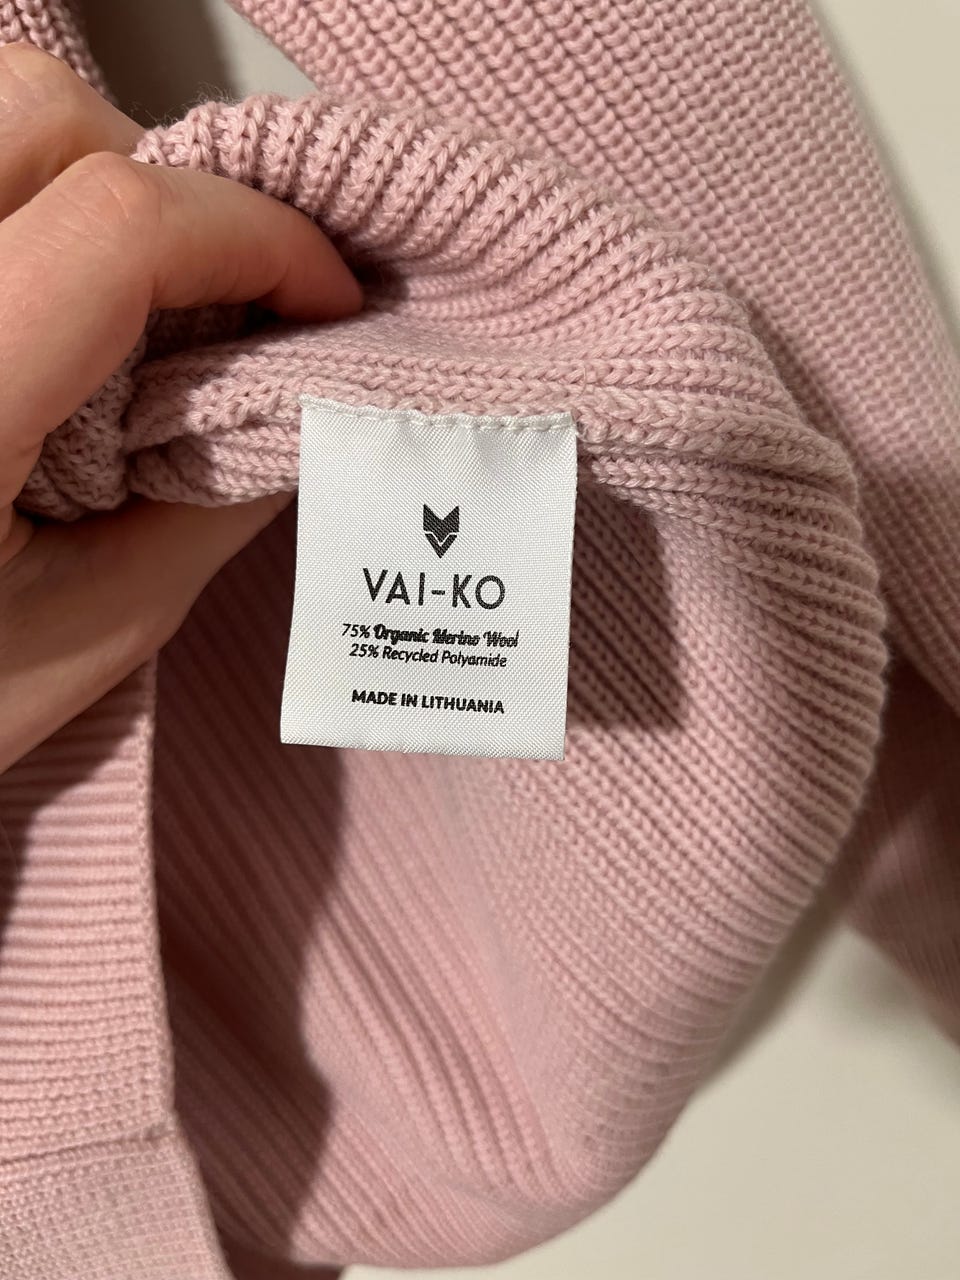 VAI-KO
75% Organic Merino Wool
25% Recycled Polyamide
MADE IN LITHUANIA